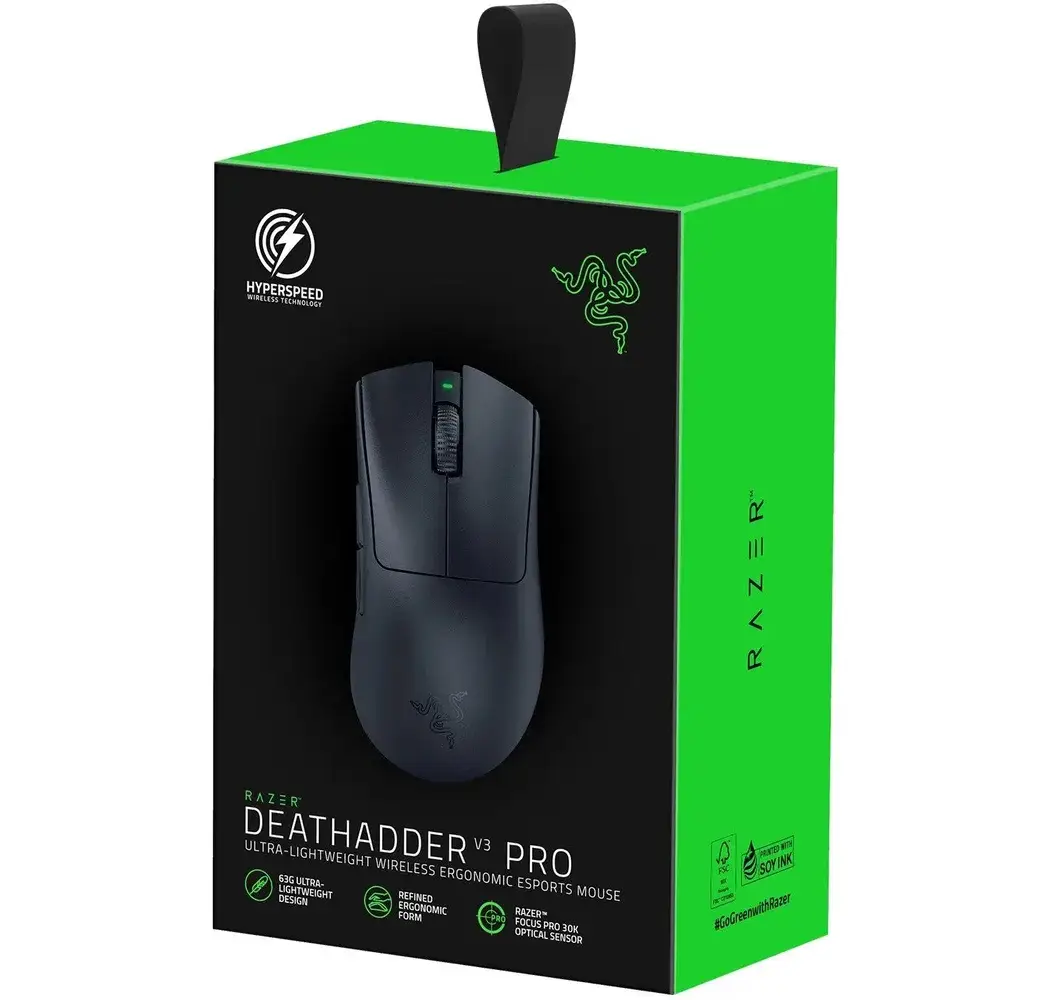 HYPERSPEED
WIRELESS TECHNOLOGY
RAZER™
DEATHADDER V3 PRO
ULTRA-LIGHTWEIGHT WIRELESS ERGONOMIC ESPORTS MOUSE
63G ULTRA-
LIGHTWEIGHT
DESIGN
REFINED
ERGONOMIC
FORM
PRO
RAZER™
FOCUS PRO 30K
OPTICAL SENSOR
RAZER™
FSC
PRINTED WITH
SOY INK
#GoGreenwithRazer